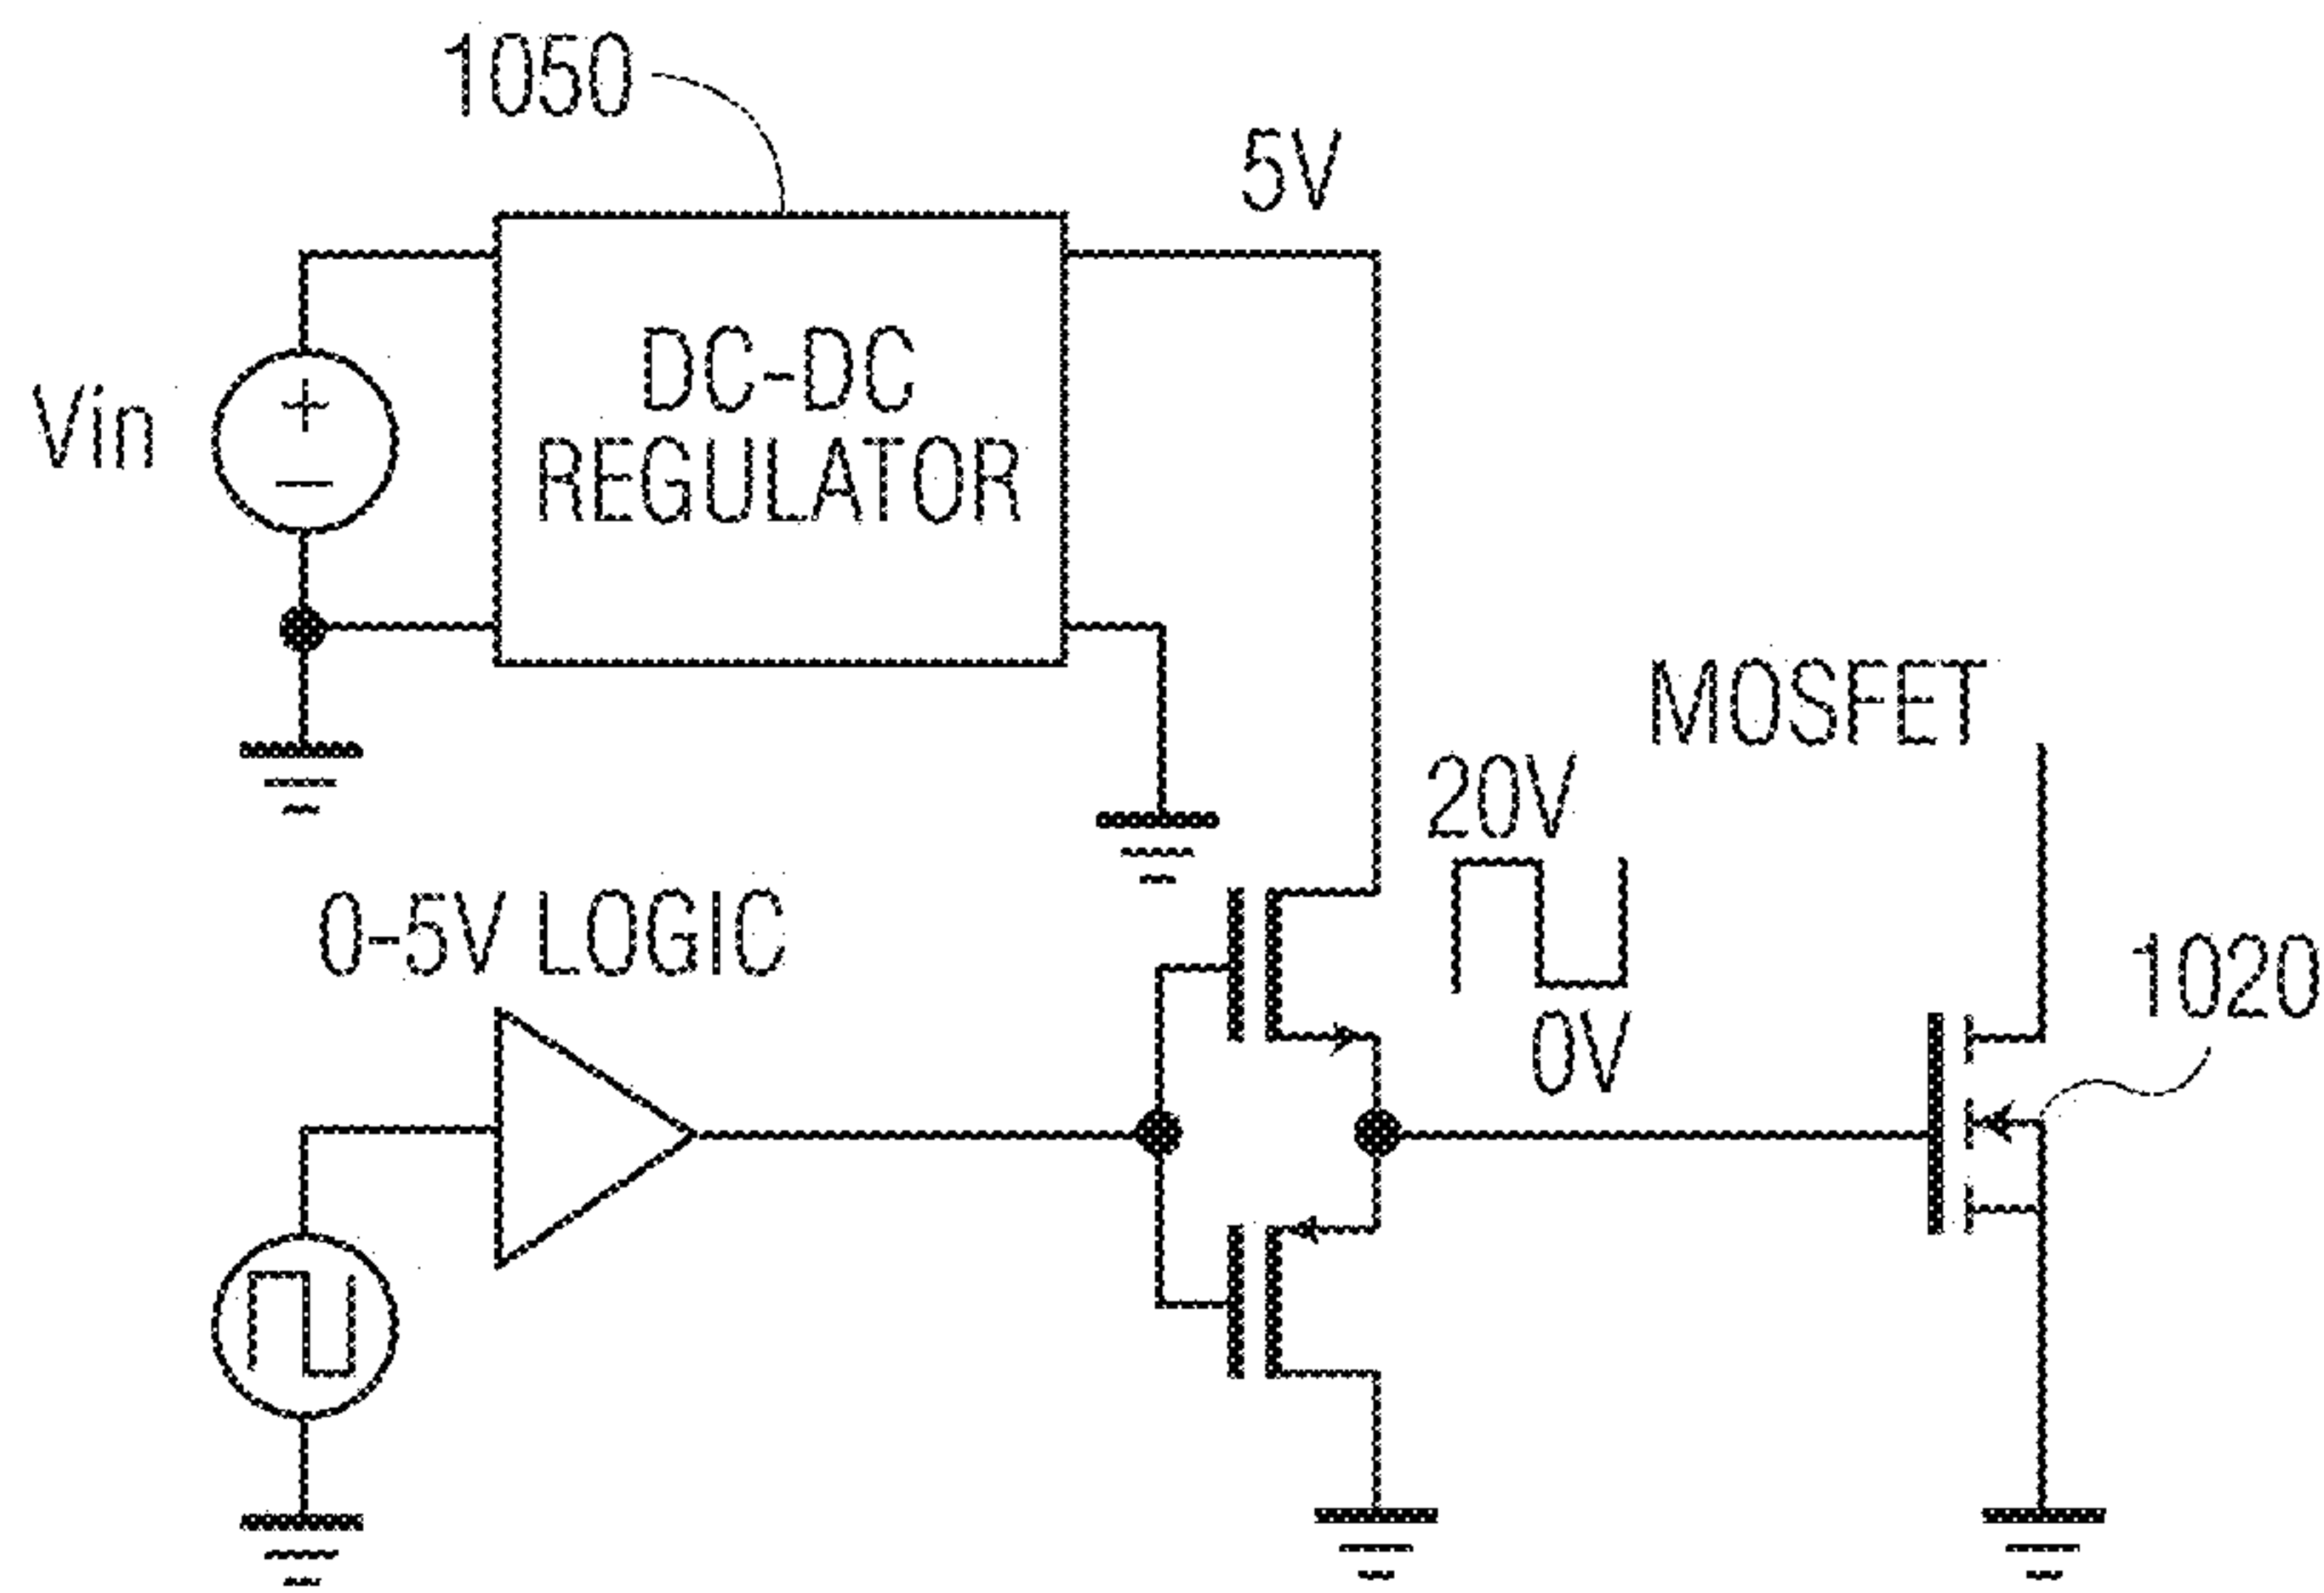 1050
5V
Vin
DC-DC
REGULATOR
MOSFET
20V
0-5V LOGIC
0V
1020